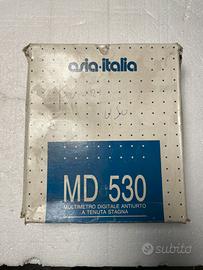 asia-italia
MD 530
MULTIMETRO DIGITALE ANTIURTO
A TENUTA STAGNA
subito